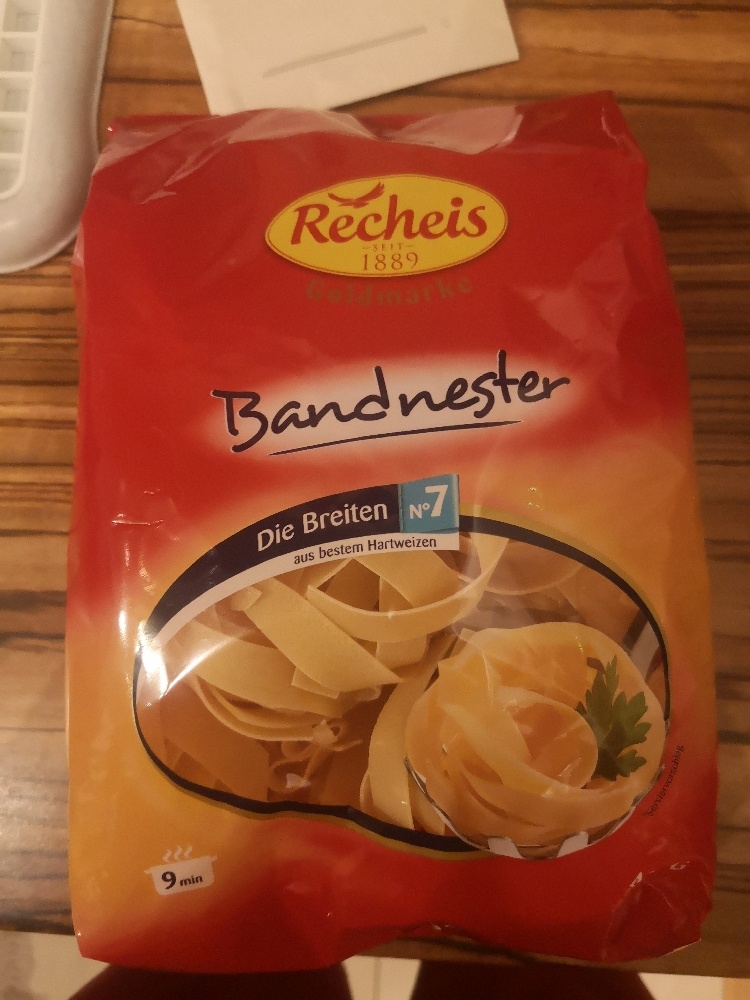 Recheis
SEIT
1889
Goldmarke
Bandnester
Die Breiten Nº7
aus bestem Hartweizen
Serviervorschlag
9 min